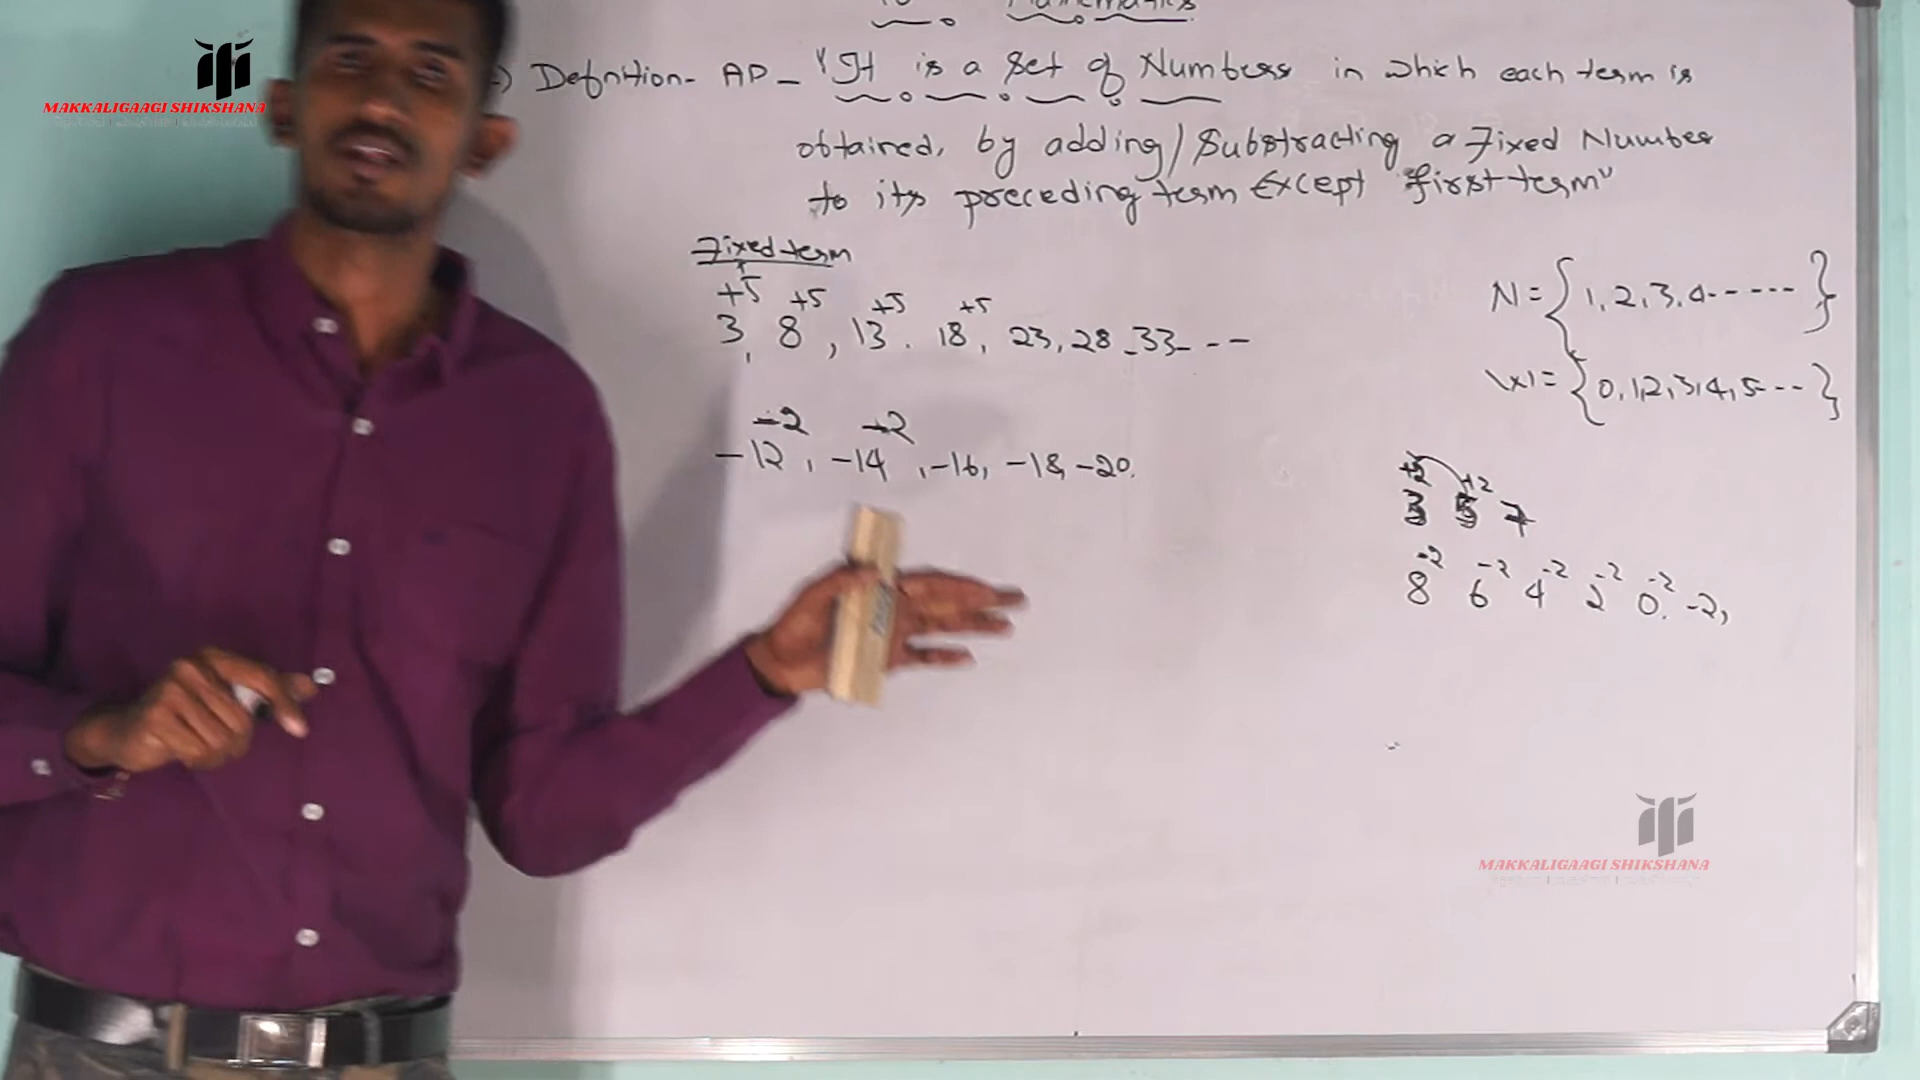 Mathematics
Definition- AP - "It is a Set of Numbers in which each term is
obtained, by adding/Substracting a Fixed Number
to its preceding term Except "first term"
Fixed term
+5 +5 +5 +5
3, 8, 13. 18, 23, 28 -33- - -
-2 -2
-12, -14, -16, -18, -20.
N = {1, 2, 3, 4 - - - - - }
W = {0, 1, 2, 3, 4, 5 - - - }
+2 +2
3 5 7
-2 -2 -2 -2 -2
8 6 4 2 0. -2,
MAKKALIGAAGI SHIKSHANA
MAKKALIGAAGI SHIKSHANA